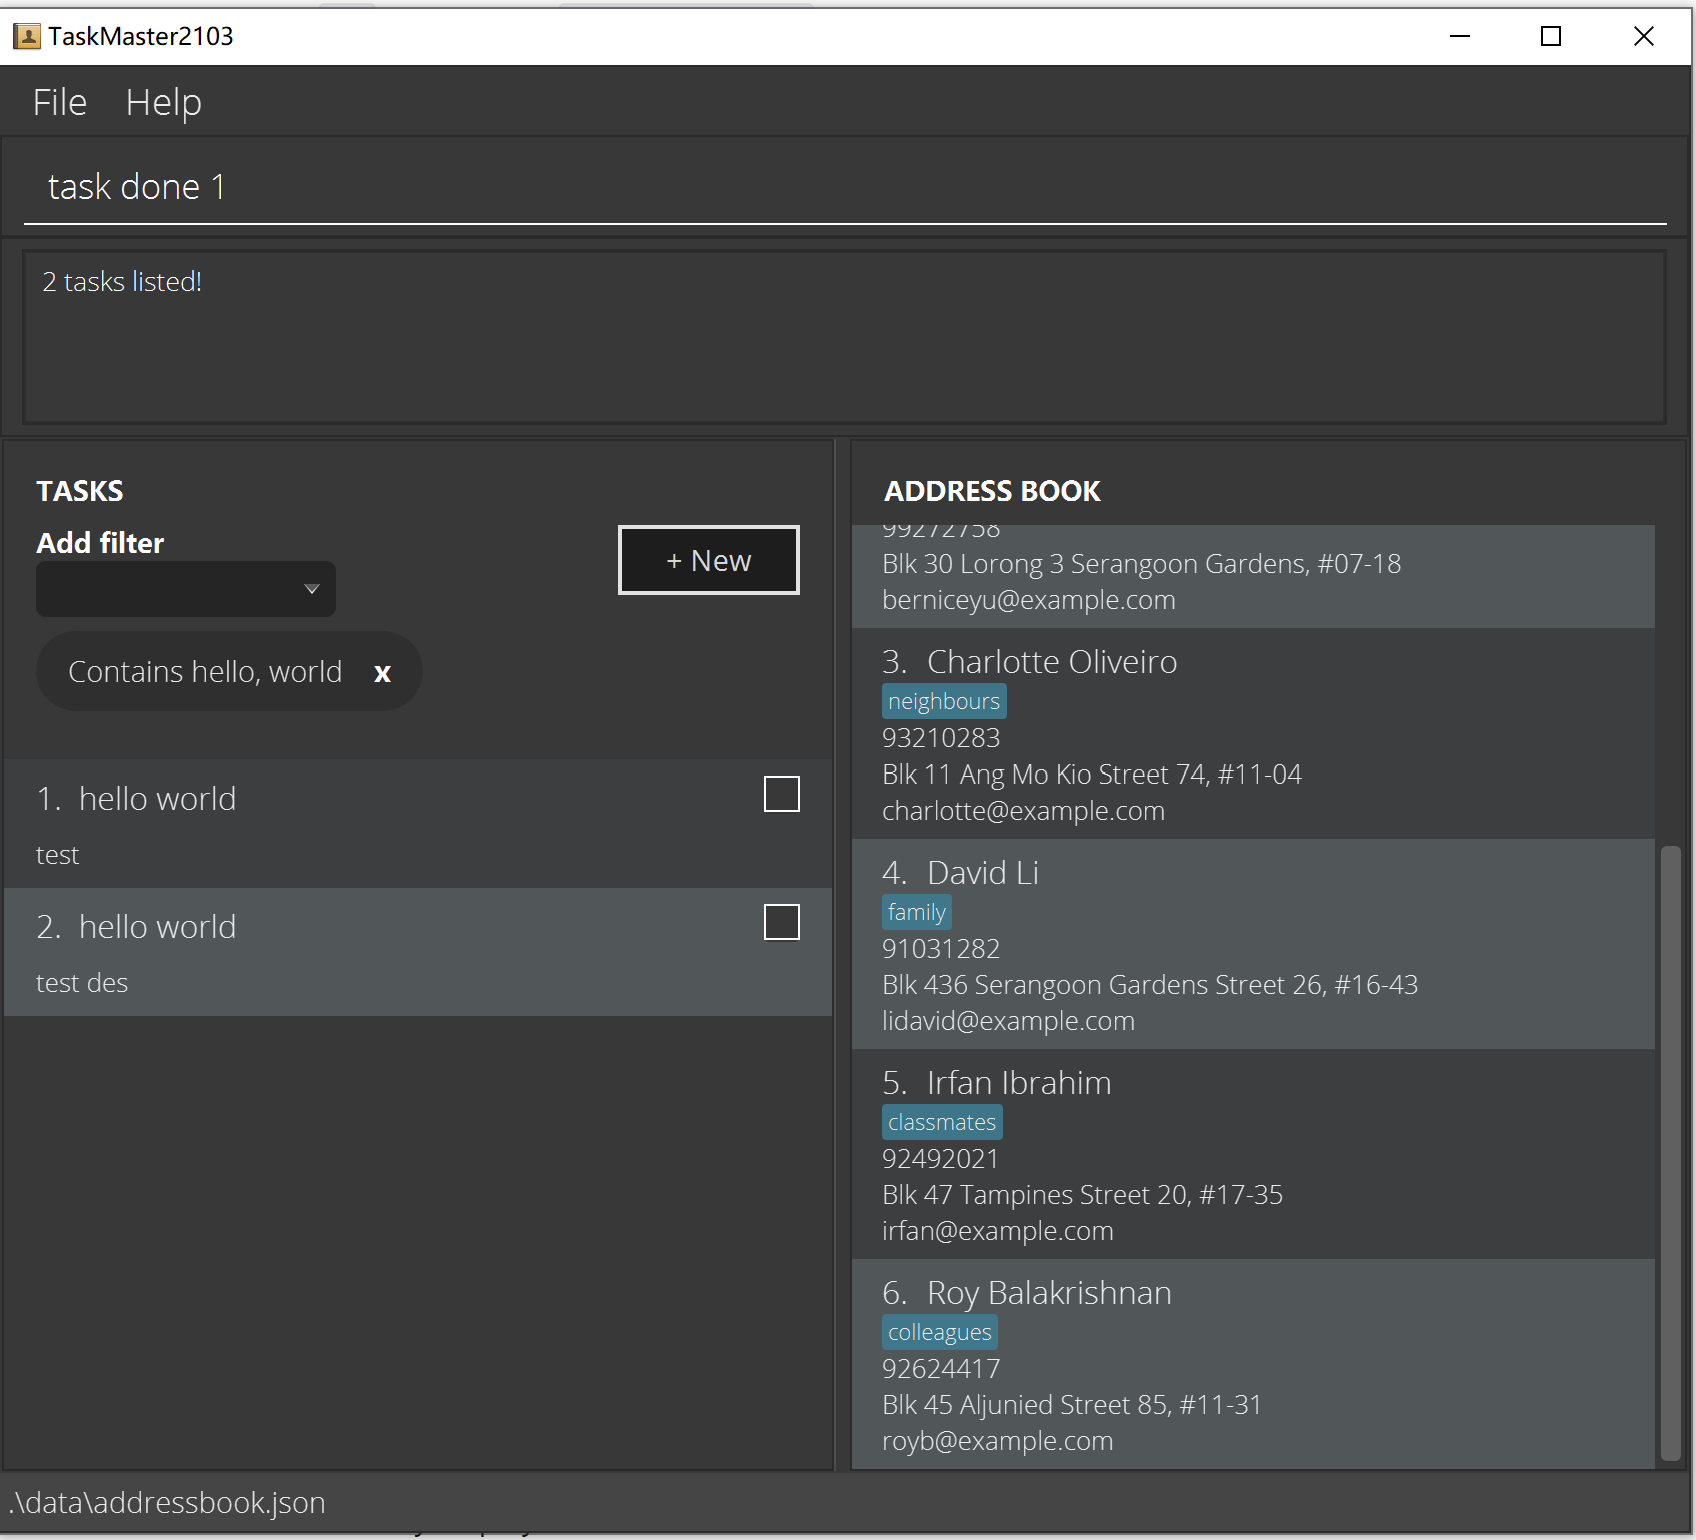 TaskMaster2103
File Help
task done 1
2 tasks listed!
TASKS
Add filter
+ New
Contains hello, world x
1. hello world
test
2. hello world
test des
ADDRESS BOOK
99272758
Blk 30 Lorong 3 Serangoon Gardens, #07-18
berniceyu@example.com
3. Charlotte Oliveiro
neighbours
93210283
Blk 11 Ang Mo Kio Street 74, #11-04
charlotte@example.com
4. David Li
family
91031282
Blk 436 Serangoon Gardens Street 26, #16-43
lidavid@example.com
5. Irfan Ibrahim
classmates
92492021
Blk 47 Tampines Street 20, #17-35
irfan@example.com
6. Roy Balakrishnan
colleagues
92624417
Blk 45 Aljunied Street 85, #11-31
royb@example.com
.\data\addressbook.json